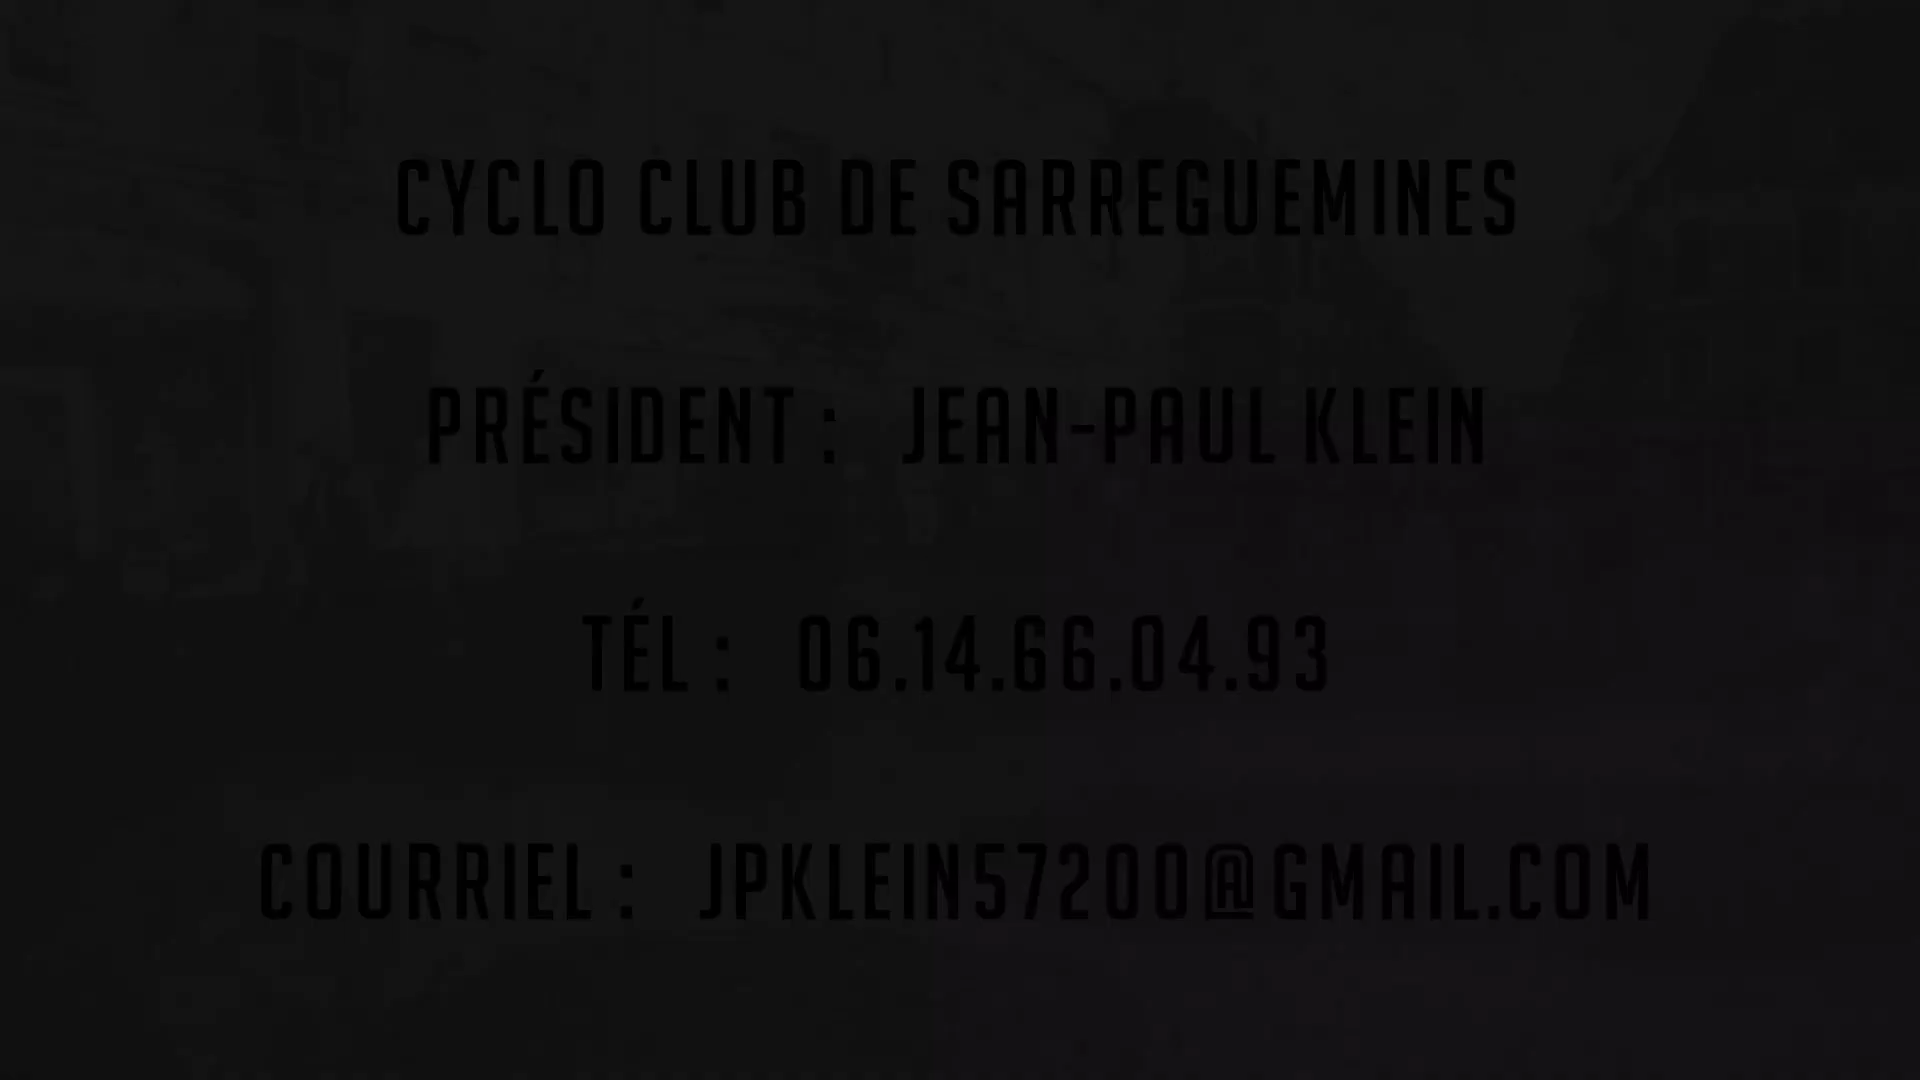 CYCLO CLUB DE SARREGUEMINES
PRÉSIDENT : JEAN-PAUL KLEIN
TÉL : 06.14.66.04.93
COURRIEL : JPKLEIN57200@GMAIL.COM